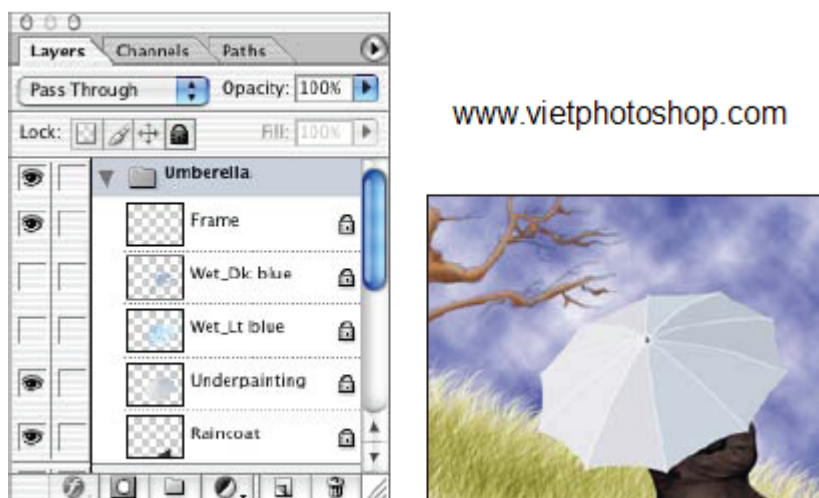 Layers Channels Paths
Pass Through Opacity: 100%
Lock: Fill: 100%
Umberella
Frame
Wet_Dk blue
Wet_Lt blue
Underpainting
Raincoat
www.vietphotoshop.com